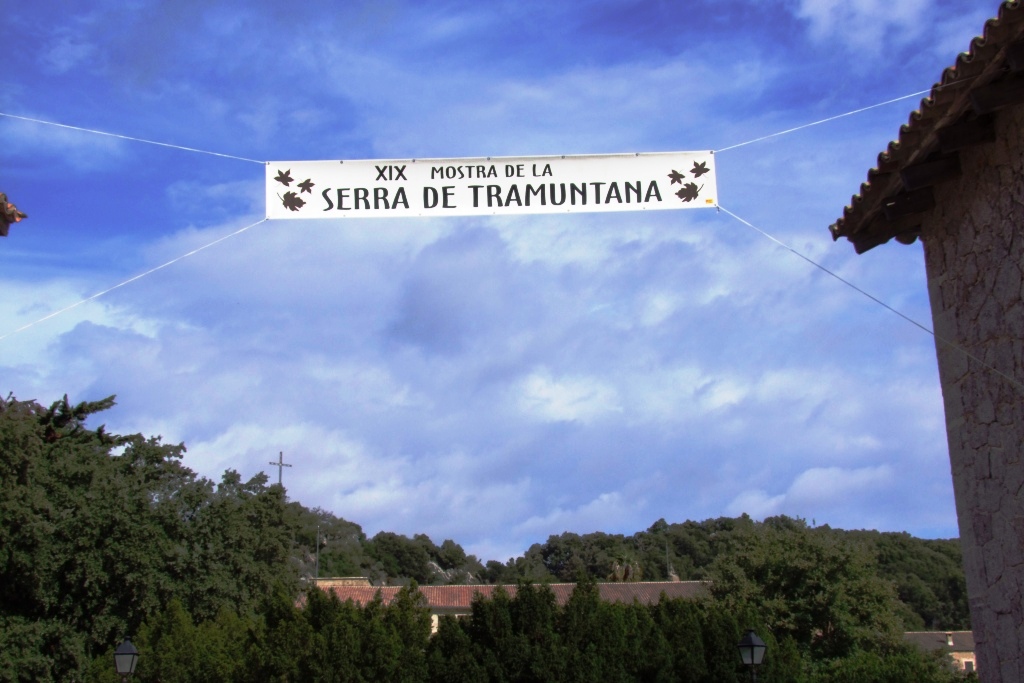 XIX MOSTRA DE LA
SERRA DE TRAMUNTANA